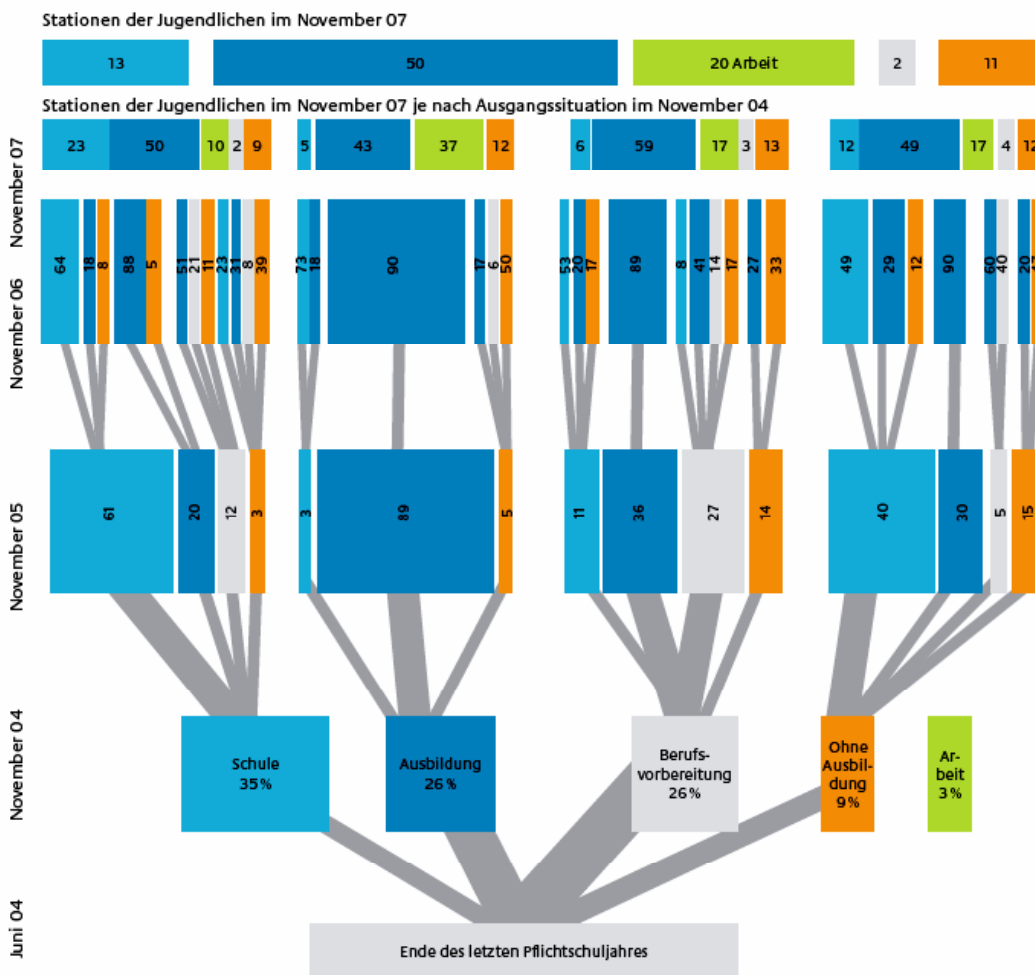 Stationen der Jugendlichen im November 07
13 50 20 Arbeit 2 11
Stationen der Jugendlichen im November 07 je nach Ausgangssituation im November 04
November 07
23 50 10 2 9 5 43 37 12 6 59 17 3 13 12 49 17 4 12
November 06
64 18 88 5 51 21 11 23 31 8 39 73 18 90 17 6 50 53 20 17 89 8 41 14 17 27 33 49 29 12 90 60 40 20
8
November 05
61 20 12 3 3 89 5 11 36 27 14 40 30 5 15
November 04
Schule
35%
Ausbildung
26%
Berufs-
vorbereitung
26%
Ohne
Ausbil-
dung
9%
Ar-
beit
3%
Juni 04
Ende des letzten Pflichtschuljahres